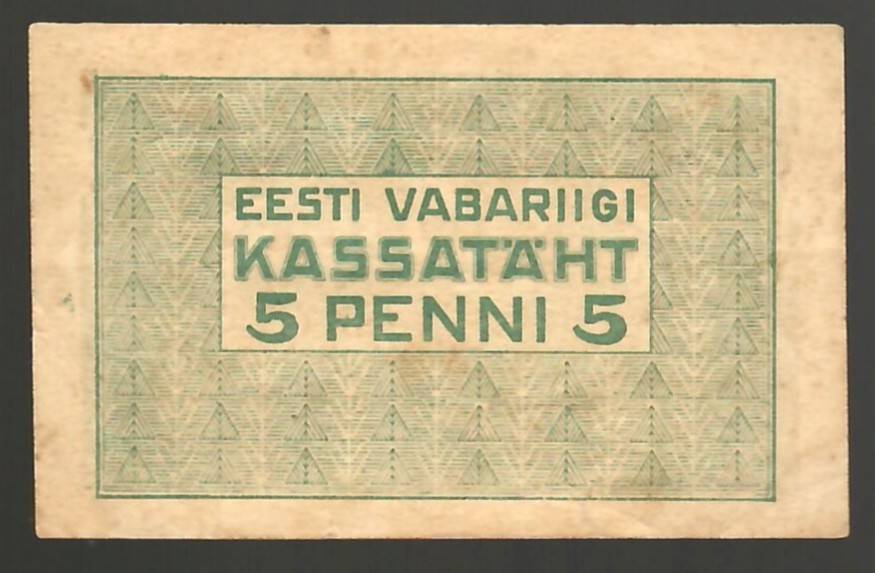 EESTI VABARIIGI
KASSATÄHT
5 PENNI 5